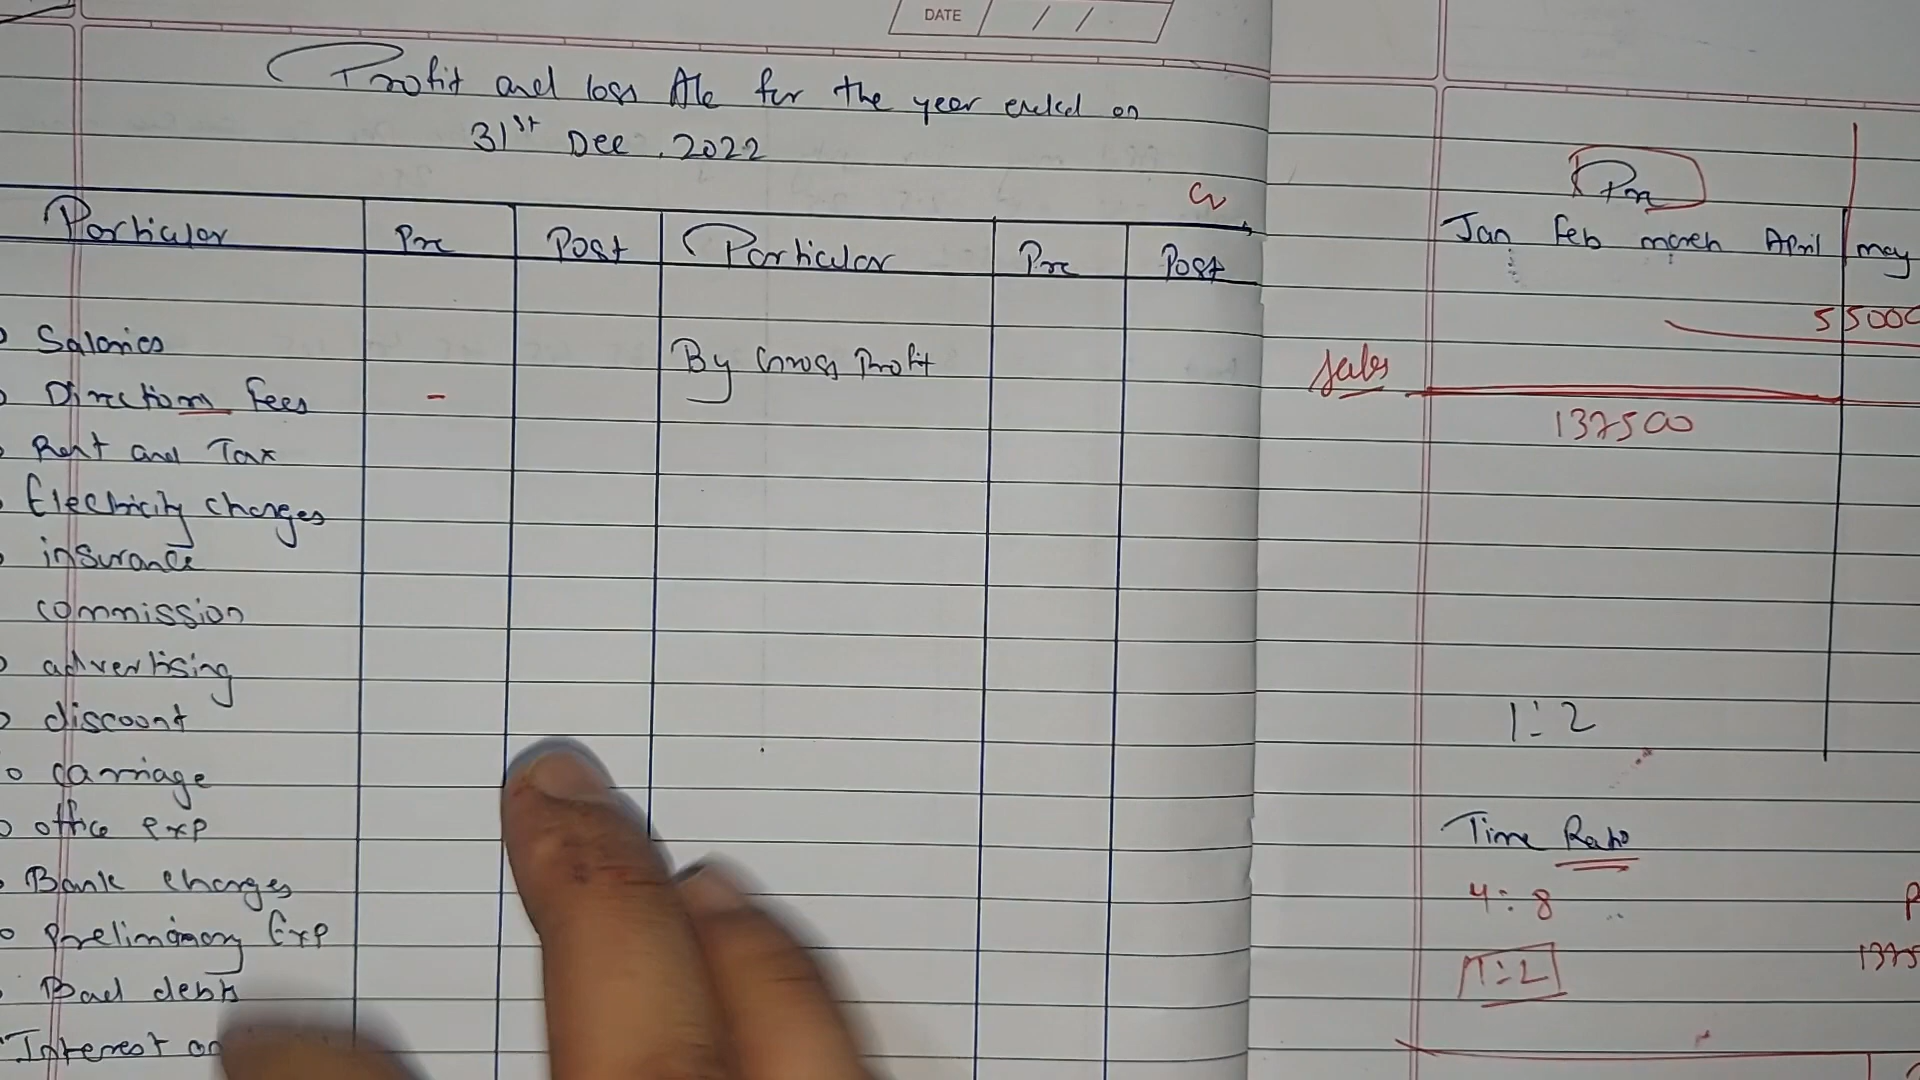 DATE / /
Profit and loss A/c for the year ended on
31st Dec. 2022
Cr
Particular Pre Post Particular Pre Post
Salaries By Gross Profit
Directors Fees -
Rent and Tax
Electricity charges
insurance
commission
advertising
discount
carriage
office exp
Bank charges
Preliminary Exp
Bad debts
Interest on
Pre
Jan Feb march April may
55000
Sales
137500
1:2
Time Ratio
4:8
1:2